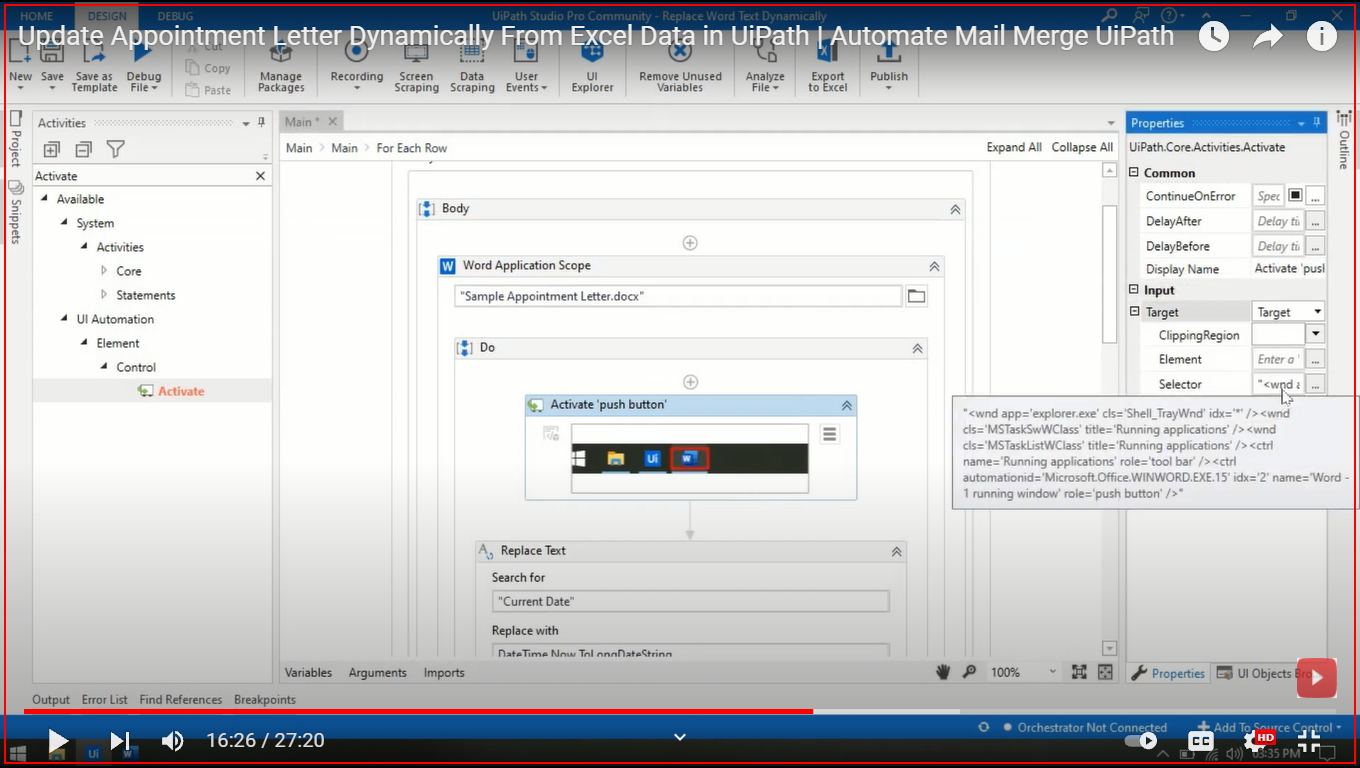 HOME DESIGN DEBUG UiPath Studio Pro Community - Replace Word Text Dynamically
Update Appointment Letter Dynamically From Excel Data in UiPath | Automate Mail Merge UiPath
Cut
Copy
Paste
New Save Save as Template Debug File Manage Packages Recording Screen Scraping Data Scraping User Events UI Explorer Remove Unused Variables Analyze File Export to Excel Publish
Project
Snippets
Activities
Activate
Available
System
Activities
Core
Statements
UI Automation
Element
Control
Activate
Main *
Main Main For Each Row Expand All Collapse All
Body
W Word Application Scope
"Sample Appointment Letter.docx"
Do
Activate 'push button'
Ui W
Replace Text
Search for
"Current Date"
Replace with
DateTime.Now.ToLongDateString
Variables Arguments Imports 100%
Properties
Outline
UiPath.Core.Activities.Activate
Common
ContinueOnError Spec ...
DelayAfter Delay ti ...
DelayBefore Delay ti ...
Display Name Activate 'pusl
Input
Target Target
ClippingRegion
Element Enter a ' ...
Selector "<wnd a ...
"<wnd app='explorer.exe' cls='Shell_TrayWnd' idx='*' /><wnd
cls='MSTaskSwWClass' title='Running applications' /><wnd
cls='MSTaskListWClass' title='Running applications' /><ctrl
name='Running applications' role='tool bar' /><ctrl
automationid='Microsoft.Office.WINWORD.EXE.15' idx='2' name='Word -
1 running window' role='push button' />"
Properties UI Objects Bro
Output Error List Find References Breakpoints
Orchestrator Not Connected Add To Source Control
16:26 / 27:20 CC HD
Ui W 03:35 PM